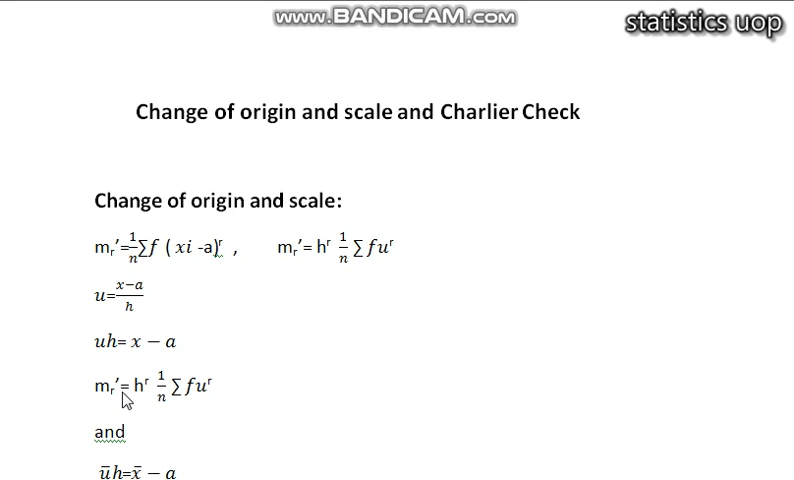 www.BANDICAM.com
statistics uop
Change of origin and scale and Charlier Check
Change of origin and scale:
mᵣ′=1/n∑f ( xi -a)ʳ , mᵣ′= hʳ 1/n ∑ fuʳ
u=x−a/h
uh= x − a
mᵣ′= hʳ 1/n ∑ fuʳ
and
ūh=x̄ − a